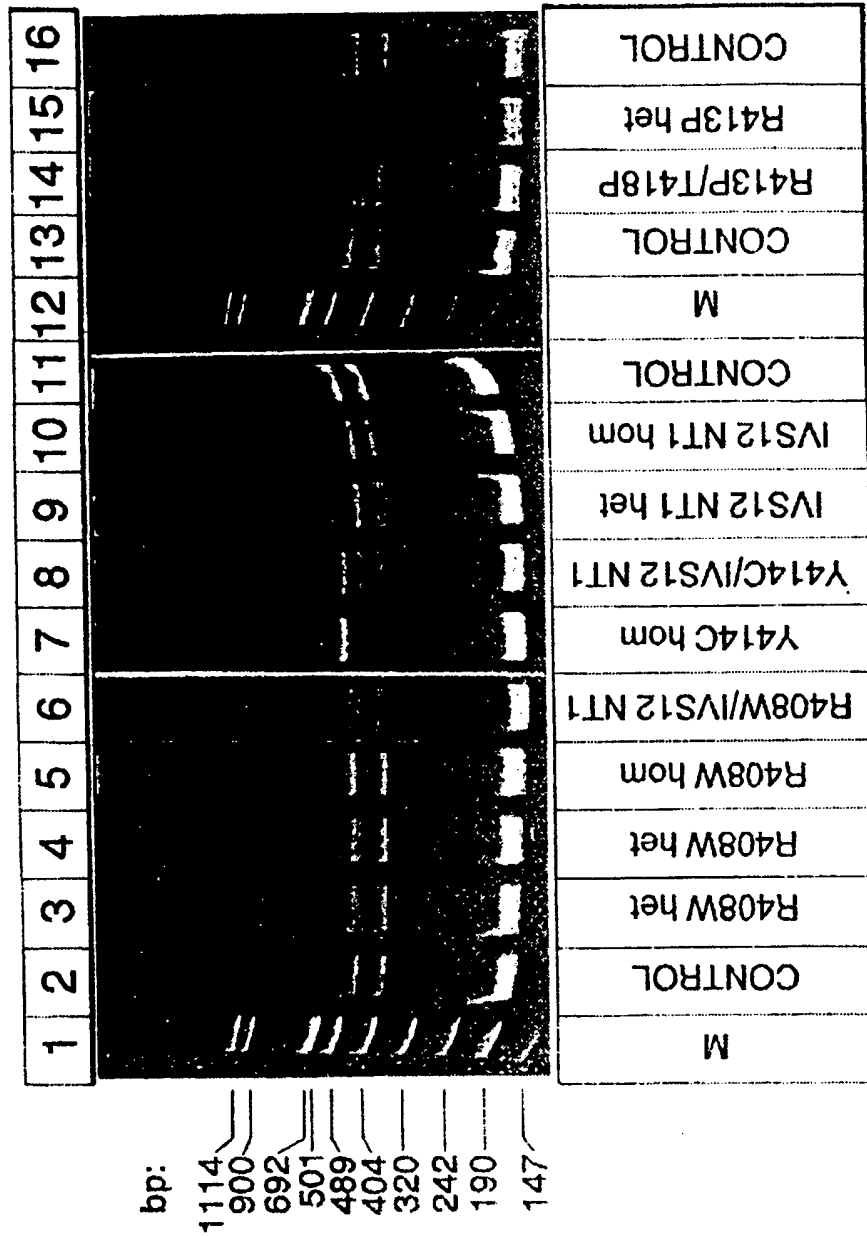 1 2 3 4 5 6 7 8 9 10 11 12 13 14 15 16
bp:
1114
900
692
501
489
404
320
242
190
147
M
CONTROL
R408W het
R408W het
R408W hom
R408W/IVS12 NT1
Y414C hom
Y414C/IVS12 NT1
IVS12 NT1 het
IVS12 NT1 hom
CONTROL
M
CONTROL
R413P/T418P
R413P het
CONTROL